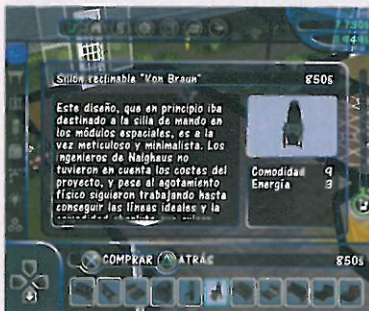 Sillón reclinable "Von Braun" 850§
Este diseño, que en principio iba
destinado a la silla de mando en
los módulos espaciales, es a la
vez meticuloso y minimalista. Los
ingenieros de Nalghaus no
tuvieron en cuenta los costes del
proyecto, y pese al agotamiento
físico siguieron trabajando hasta
conseguir las líneas ideales y la
Comodidad 9
Energía 3
COMPRAR ATRÁS 850§